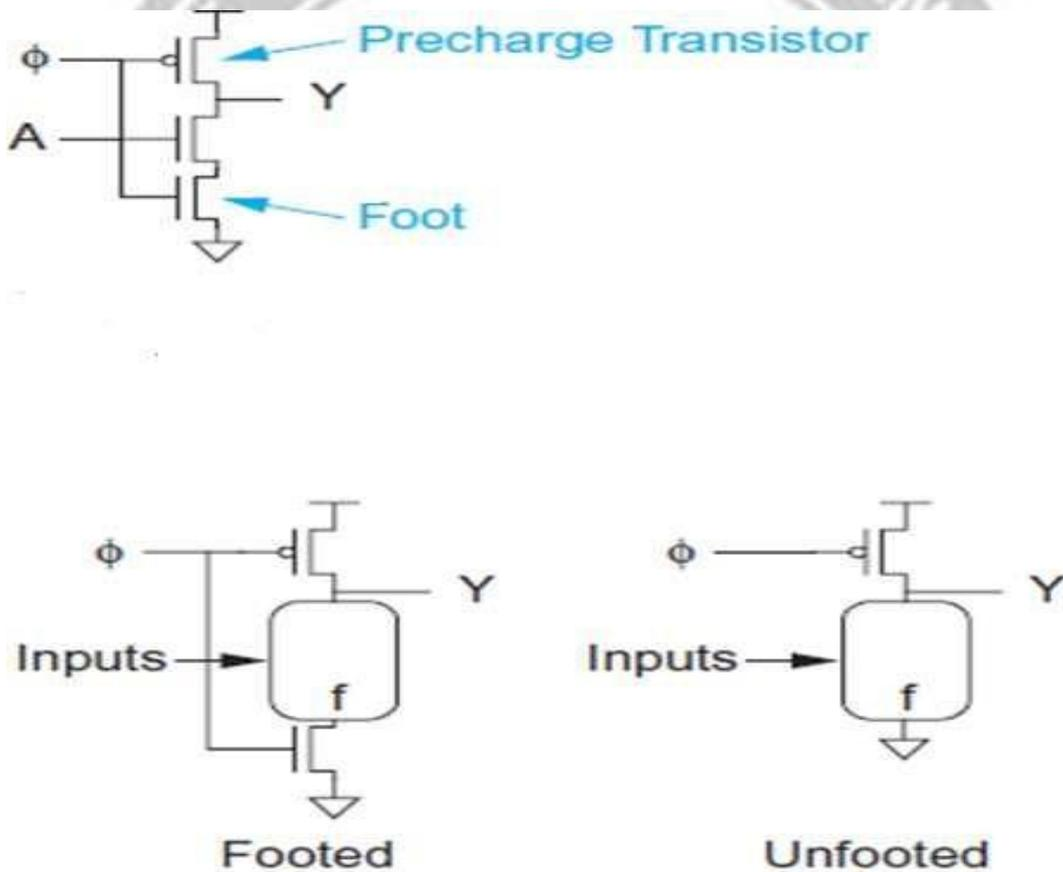 ϕ
Precharge Transistor
Y
A
Foot
ϕ
Y
Inputs
f
Footed
ϕ
Y
Inputs
f
Unfooted